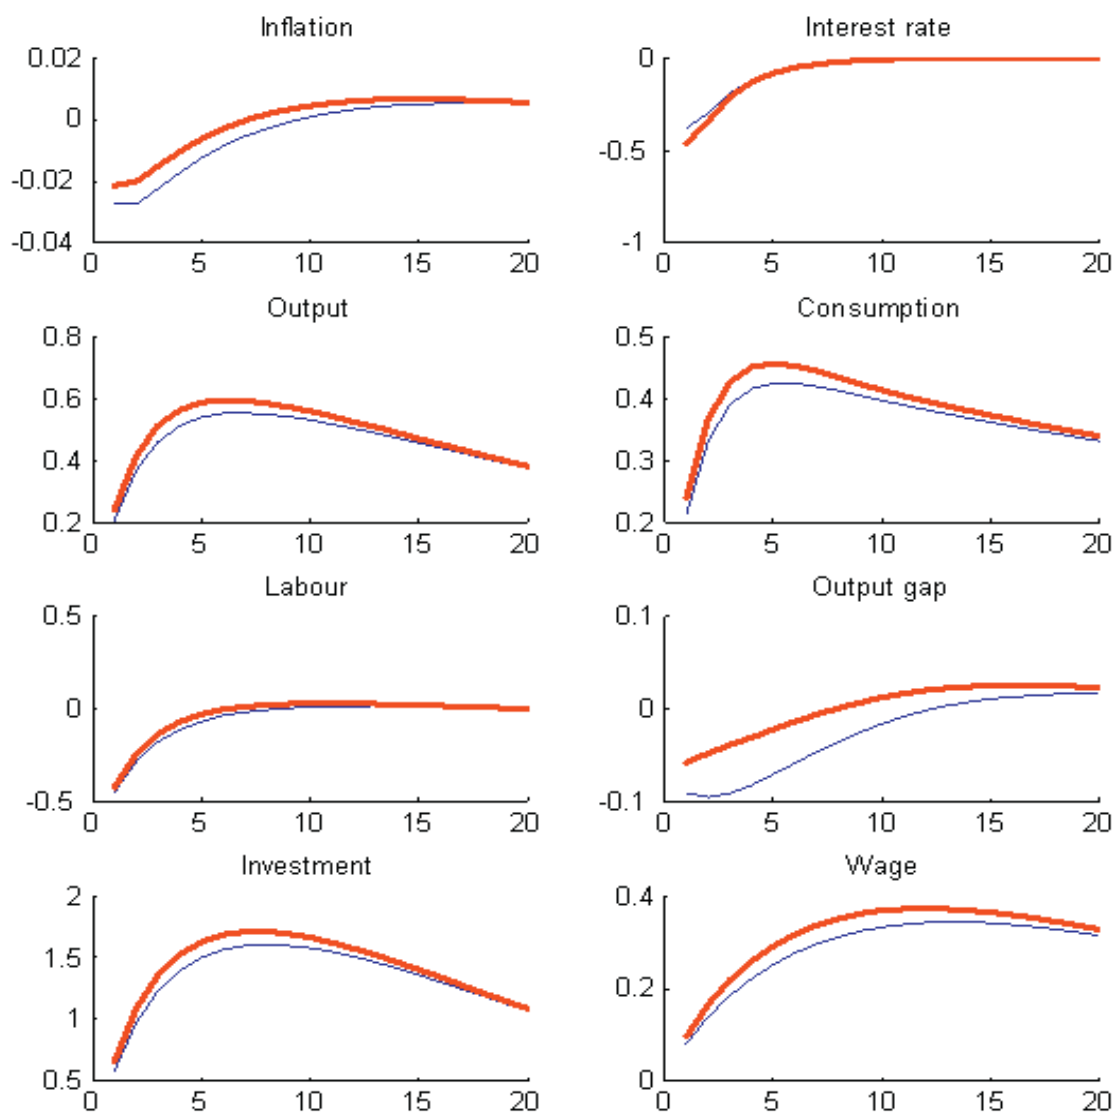 Inflation
0.02
0
-0.02
-0.04
0 5 10 15 20
Interest rate
0
-0.5
-1
0 5 10 15 20
Output
0.8
0.6
0.4
0.2
0 5 10 15 20
Consumption
0.5
0.4
0.3
0.2
0 5 10 15 20
Labour
0.5
0
-0.5
0 5 10 15 20
Output gap
0.1
0
-0.1
0 5 10 15 20
Investment
2
1.5
1
0.5
0 5 10 15 20
Wage
0.4
0.2
0
0 5 10 15 20